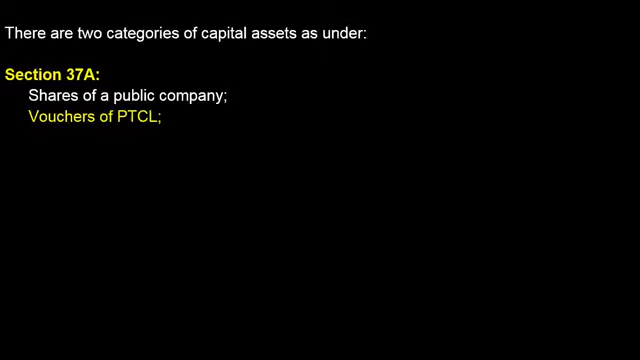 There are two categories of capital assets as under:
Section 37A:
Shares of a public company;
Vouchers of PTCL;